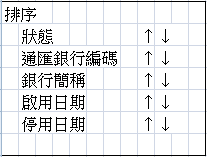 排序
狀態 ↑↓
通匯銀行編碼 ↑↓
銀行簡稱 ↑↓
啟用日期 ↑↓
停用日期 ↑↓